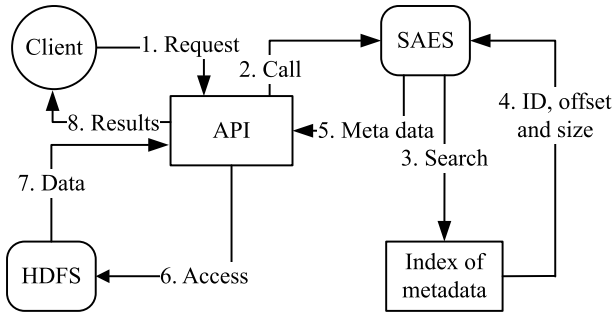 Client
1. Request
SAES
2. Call
4. ID, offset
and size
8. Results
API
5. Meta data
3. Search
7. Data
HDFS
6. Access
Index of
metadata